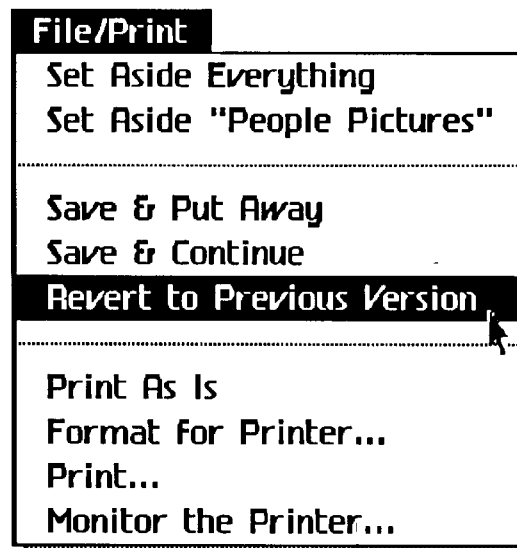 File/Print
Set Aside Everything
Set Aside "People Pictures"
Save & Put Away
Save & Continue
Revert to Previous Version
Print As Is
Format for Printer...
Print...
Monitor the Printer...